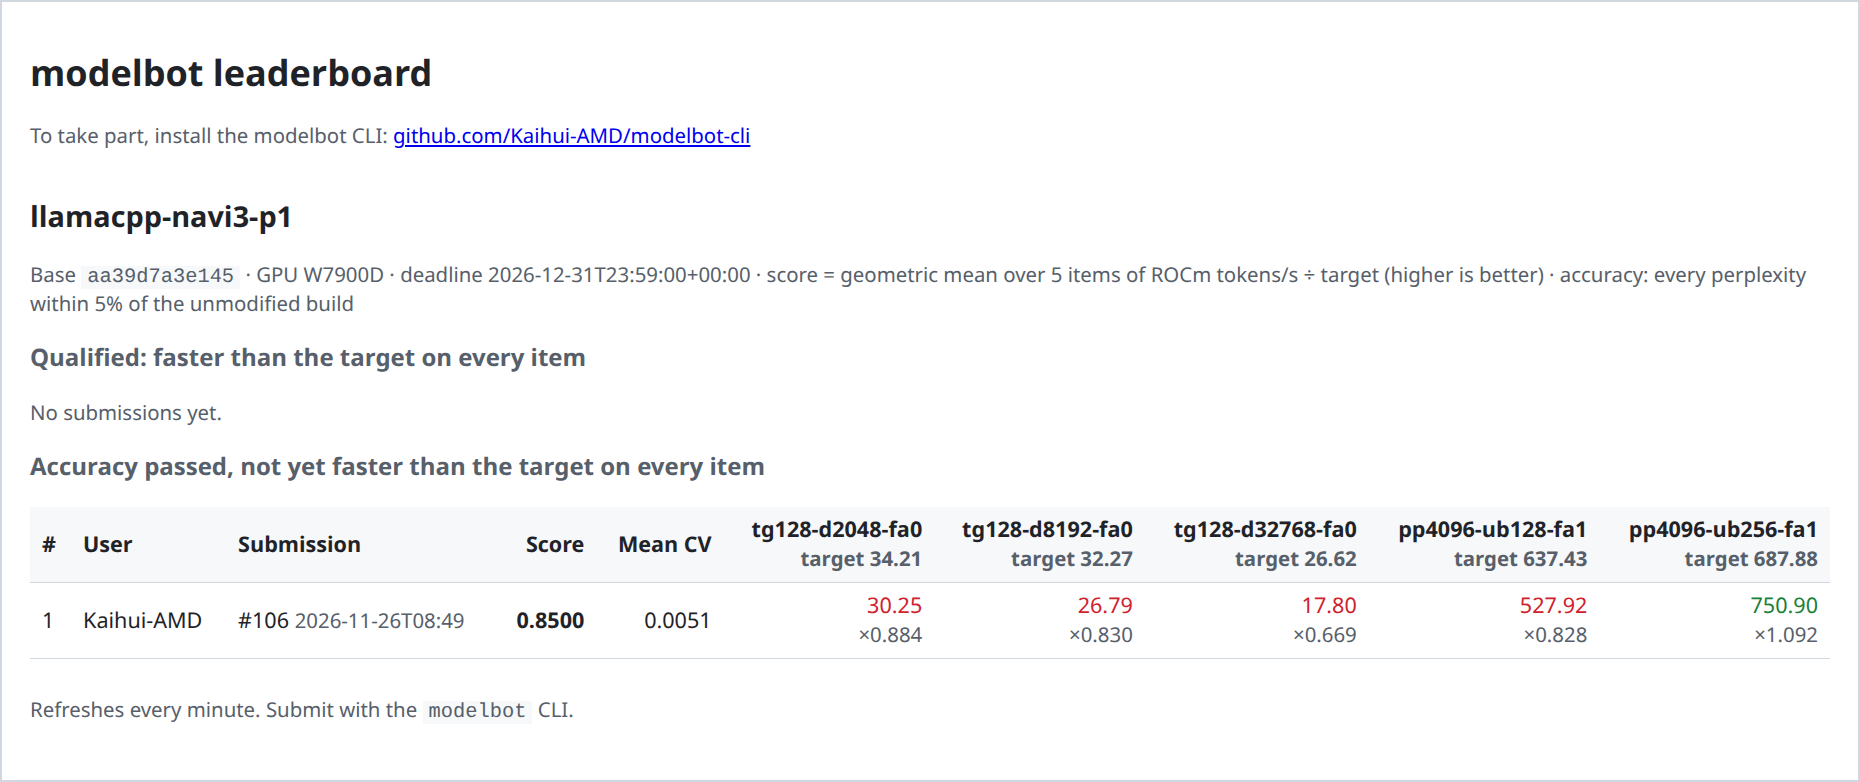 modelbot leaderboard
To take part, install the modelbot CLI: github.com/Kaihui-AMD/modelbot-cli
llamacpp-navi3-p1
Base aa39d7a3e145 · GPU W7900D · deadline 2026-12-31T23:59:00+00:00 · score = geometric mean over 5 items of ROCm tokens/s ÷ target (higher is better) · accuracy: every perplexity
within 5% of the unmodified build
Qualified: faster than the target on every item
No submissions yet.
Accuracy passed, not yet faster than the target on every item
# User Submission Score Mean CV tg128-d2048-fa0 tg128-d8192-fa0 tg128-d32768-fa0 pp4096-ub128-fa1 pp4096-ub256-fa1
target 34.21 target 32.27 target 26.62 target 637.43 target 687.88
1 Kaihui-AMD #106 2026-11-26T08:49 0.8500 0.0051 30.25 26.79 17.80 527.92 750.90
×0.884 ×0.830 ×0.669 ×0.828 ×1.092
Refreshes every minute. Submit with the modelbot CLI.